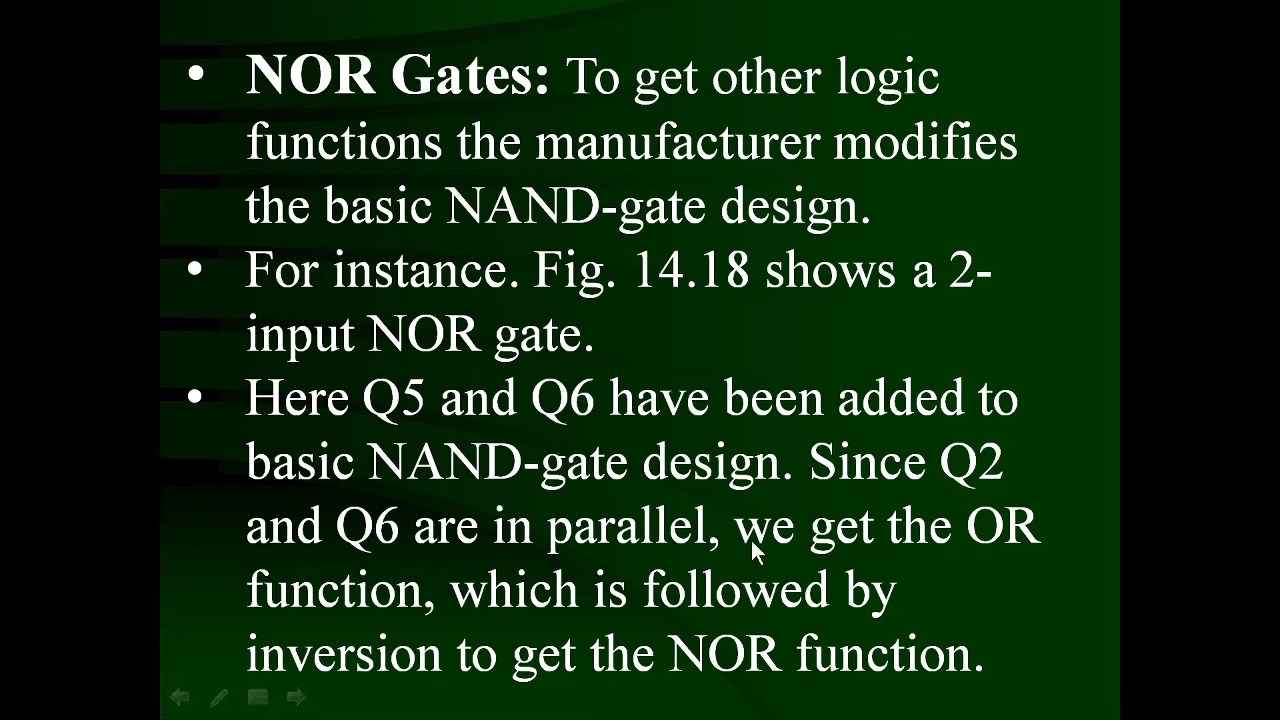 • NOR Gates: To get other logic
functions the manufacturer modifies
the basic NAND-gate design.
• For instance. Fig. 14.18 shows a 2-
input NOR gate.
• Here Q5 and Q6 have been added to
basic NAND-gate design. Since Q2
and Q6 are in parallel, we get the OR
function, which is followed by
inversion to get the NOR function.